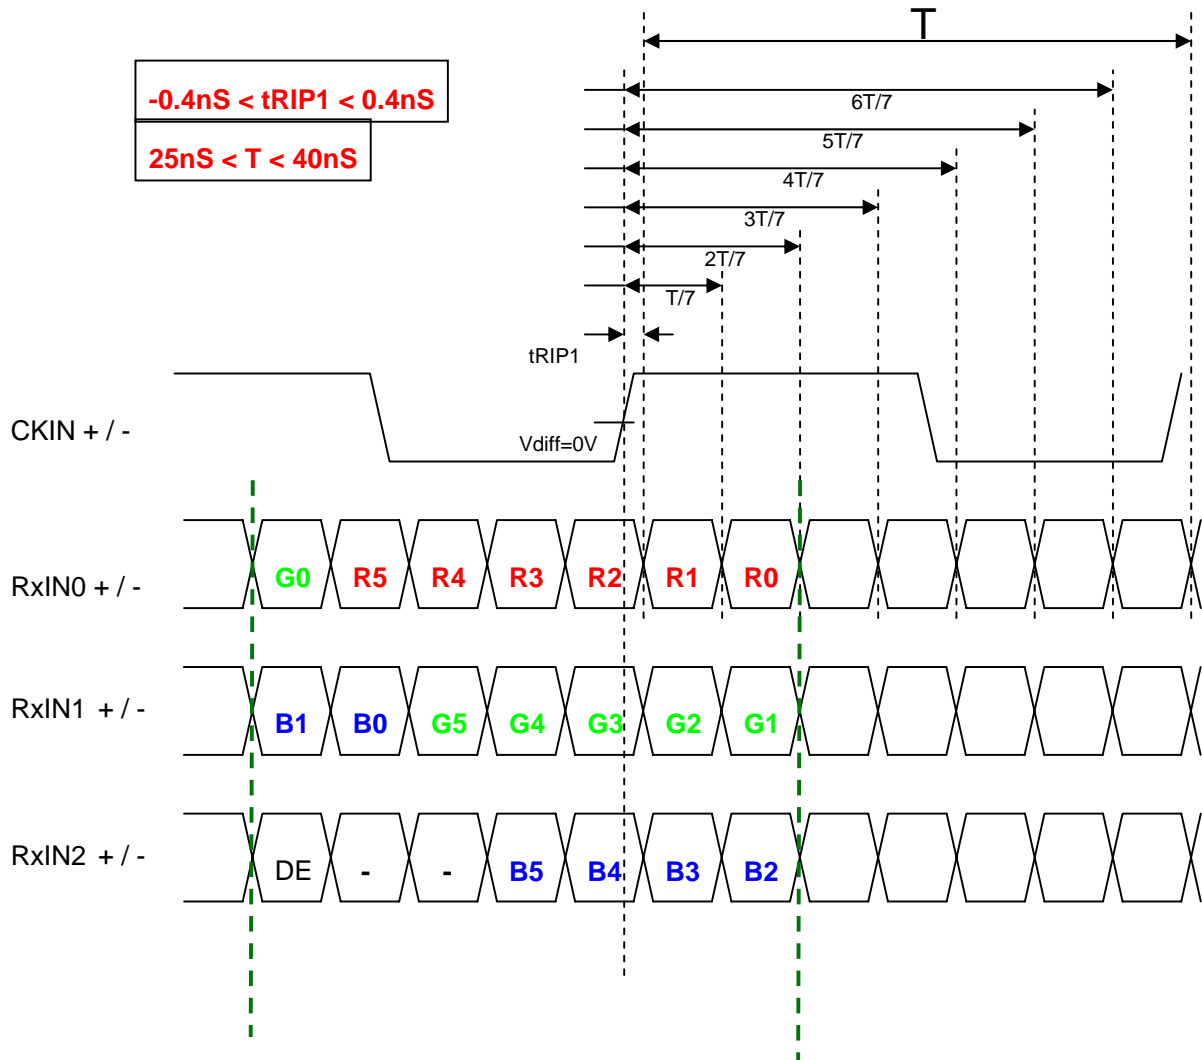 T
-0.4nS < tRIP1 < 0.4nS
25nS < T < 40nS
6T/7
5T/7
4T/7
3T/7
2T/7
T/7
tRIP1
CKIN + / -
Vdiff=0V
RxIN0 + / - G0 R5 R4 R3 R2 R1 R0
RxIN1 + / - B1 B0 G5 G4 G3 G2 G1
RxIN2 + / - DE - - B5 B4 B3 B2